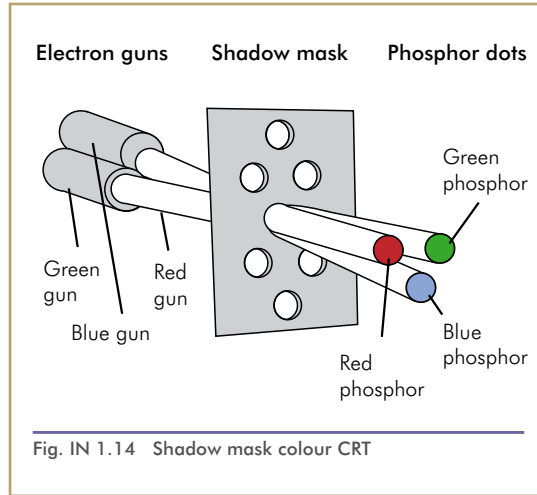 Electron guns
Shadow mask
Phosphor dots
Green
phosphor
Green
gun
Red
gun
Blue gun
Blue
phosphor
Red
phosphor
Fig. IN 1.14 Shadow mask colour CRT